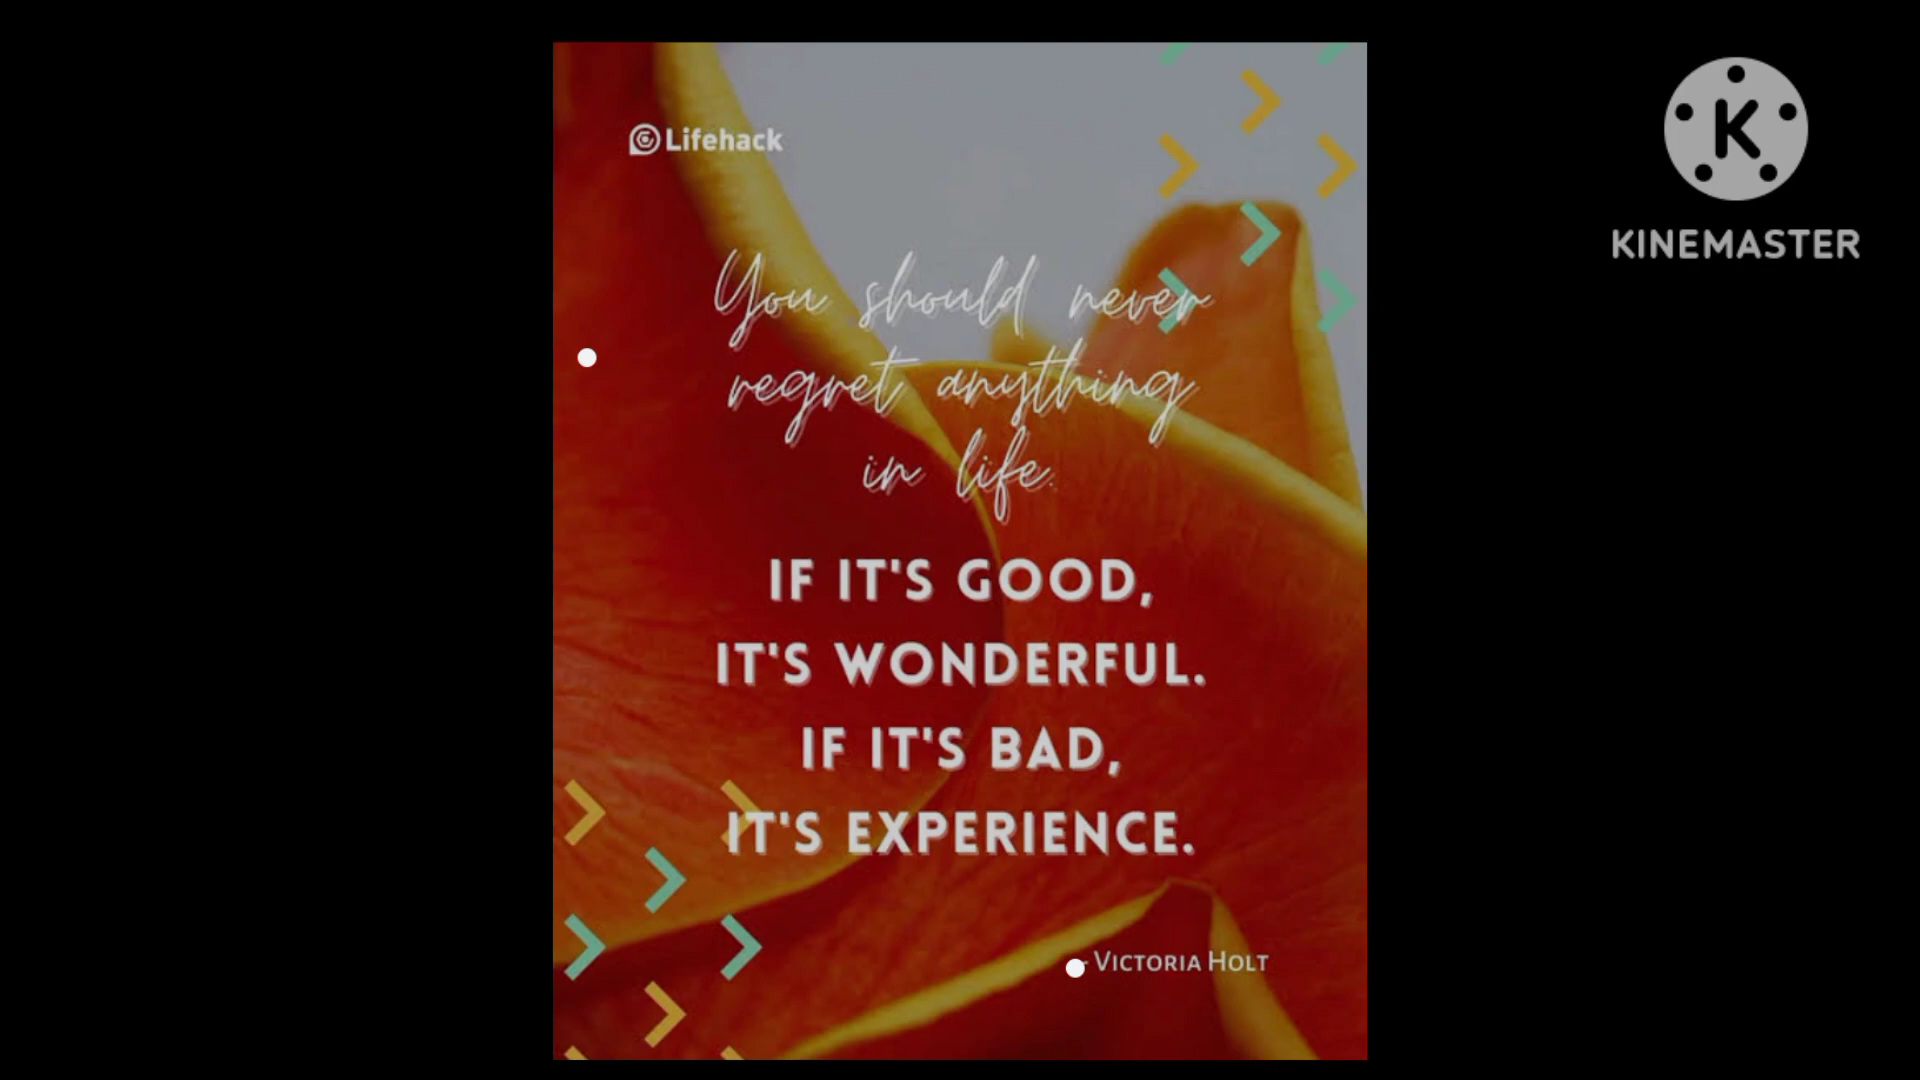 Lifehack
KINEMASTER
You should never
regret anything
in life.
IF IT'S GOOD,
IT'S WONDERFUL.
IF IT'S BAD,
IT'S EXPERIENCE.
- VICTORIA HOLT